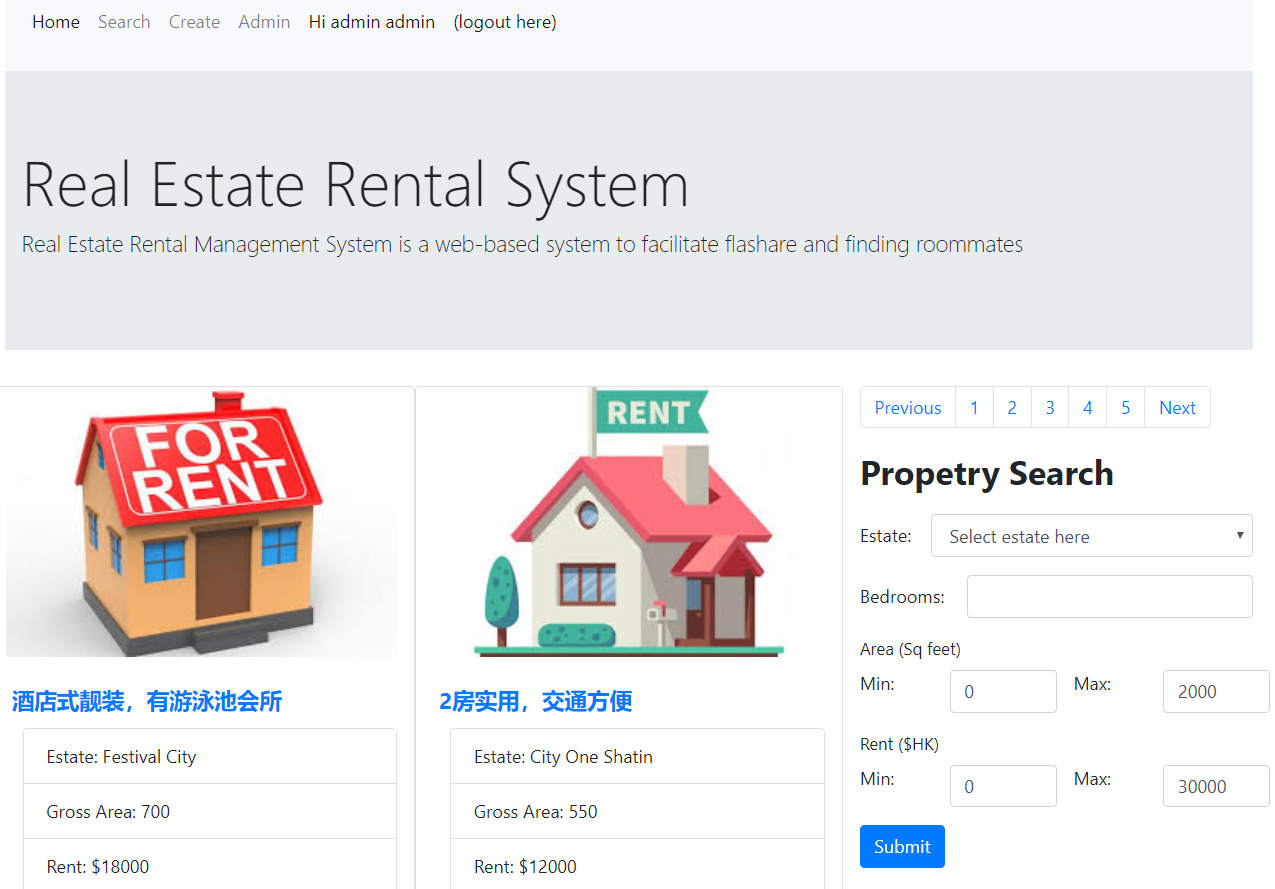 Home Search Create Admin Hi admin admin (logout here)
Real Estate Rental System
Real Estate Rental Management System is a web-based system to facilitate flashare and finding roommates
FOR
RENT
酒店式靓装，有游泳池会所
Estate: Festival City
Gross Area: 700
Rent: $18000
RENT
2房实用，交通方便
Estate: City One Shatin
Gross Area: 550
Rent: $12000
Previous 1 2 3 4 5 Next
Propetry Search
Estate: Select estate here
Bedrooms:
Area (Sq feet)
Min: 0 Max: 2000
Rent ($HK)
Min: 0 Max: 30000
Submit